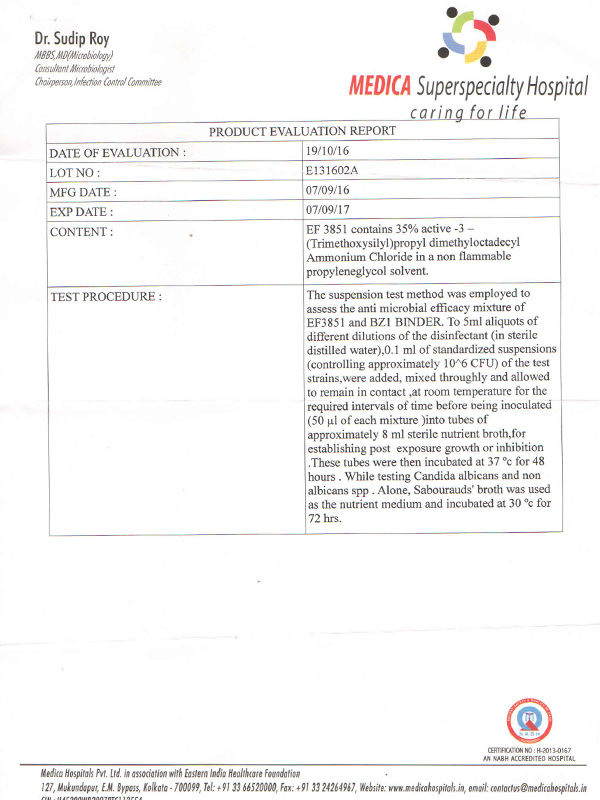 Dr. Sudip Roy
MBBS,MD(Microbiology)
Consultant Microbiologist
Chairperson,Infection Control Committee
MEDICA Superspecialty Hospital
caring for life
PRODUCT EVALUATION REPORT
DATE OF EVALUATION : 19/10/16
LOT NO : E131602A
MFG DATE : 07/09/16
EXP DATE : 07/09/17
CONTENT : EF 3851 contains 35% active -3 –
(Trimethoxysilyl)propyl dimethyloctadecyl
Ammonium Chloride in a non flammable
propyleneglycol solvent.
TEST PROCEDURE : The suspension test method was employed to
assess the anti microbial efficacy mixture of
EF3851 and BZ1 BINDER. To 5ml aliquots of
different dilutions of the disinfectant (in sterile
distilled water),0.1 ml of standardized suspensions
(controlling approximately 10^6 CFU) of the test
strains,were added, mixed throughly and allowed
to remain in contact ,at room temperature for the
required intervals of time before being inoculated
(50 µl of each mixture )into tubes of
approximately 8 ml sterile nutrient broth,for
establishing post exposure growth or inhibition
.These tubes were then incubated at 37 °c for 48
hours . While testing Candida albicans and non
albicans spp . Alone, Sabourauds' broth was used
as the nutrient medium and incubated at 30 °c for
72 hrs.
NABH
CERTIFICATION NO : H-2013-0167
AN NABH ACCREDITED HOSPITAL
Medica Hospitals Pvt. Ltd. in association with Eastern India Healthcare Foundation
127, Mukundapur, E.M. Bypass, Kolkata - 700099, Tel: +91 33 66520000, Fax: +91 33 24264967, Website: www.medicahospitals.in, email: contactus@medicahospitals.in